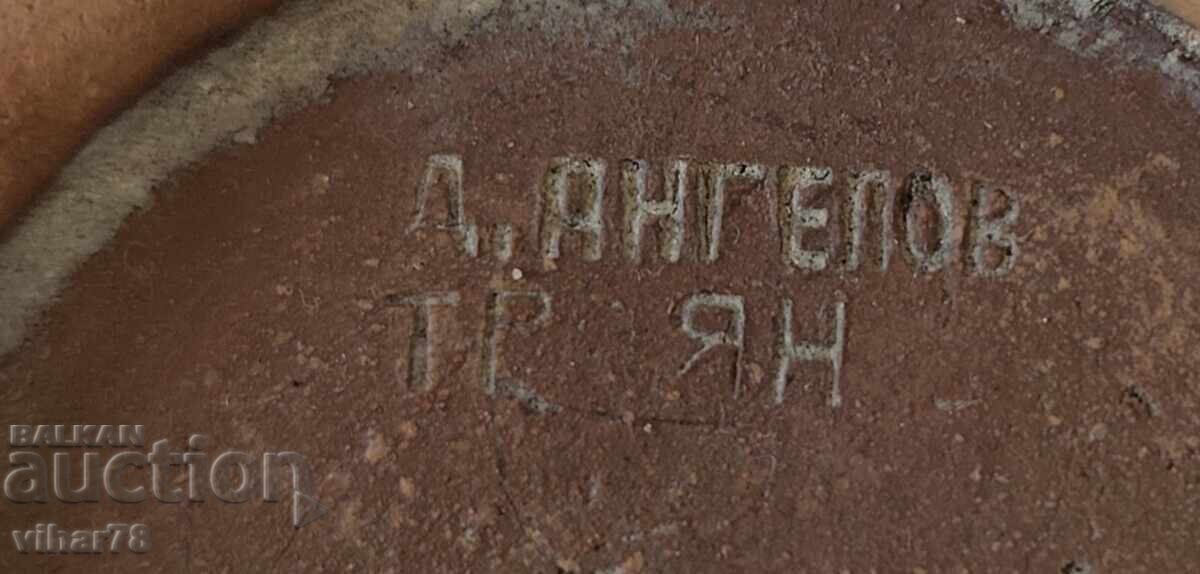 Д. АНГЕЛОВ
ТР ЯН
BALKAN
auction
vihar78